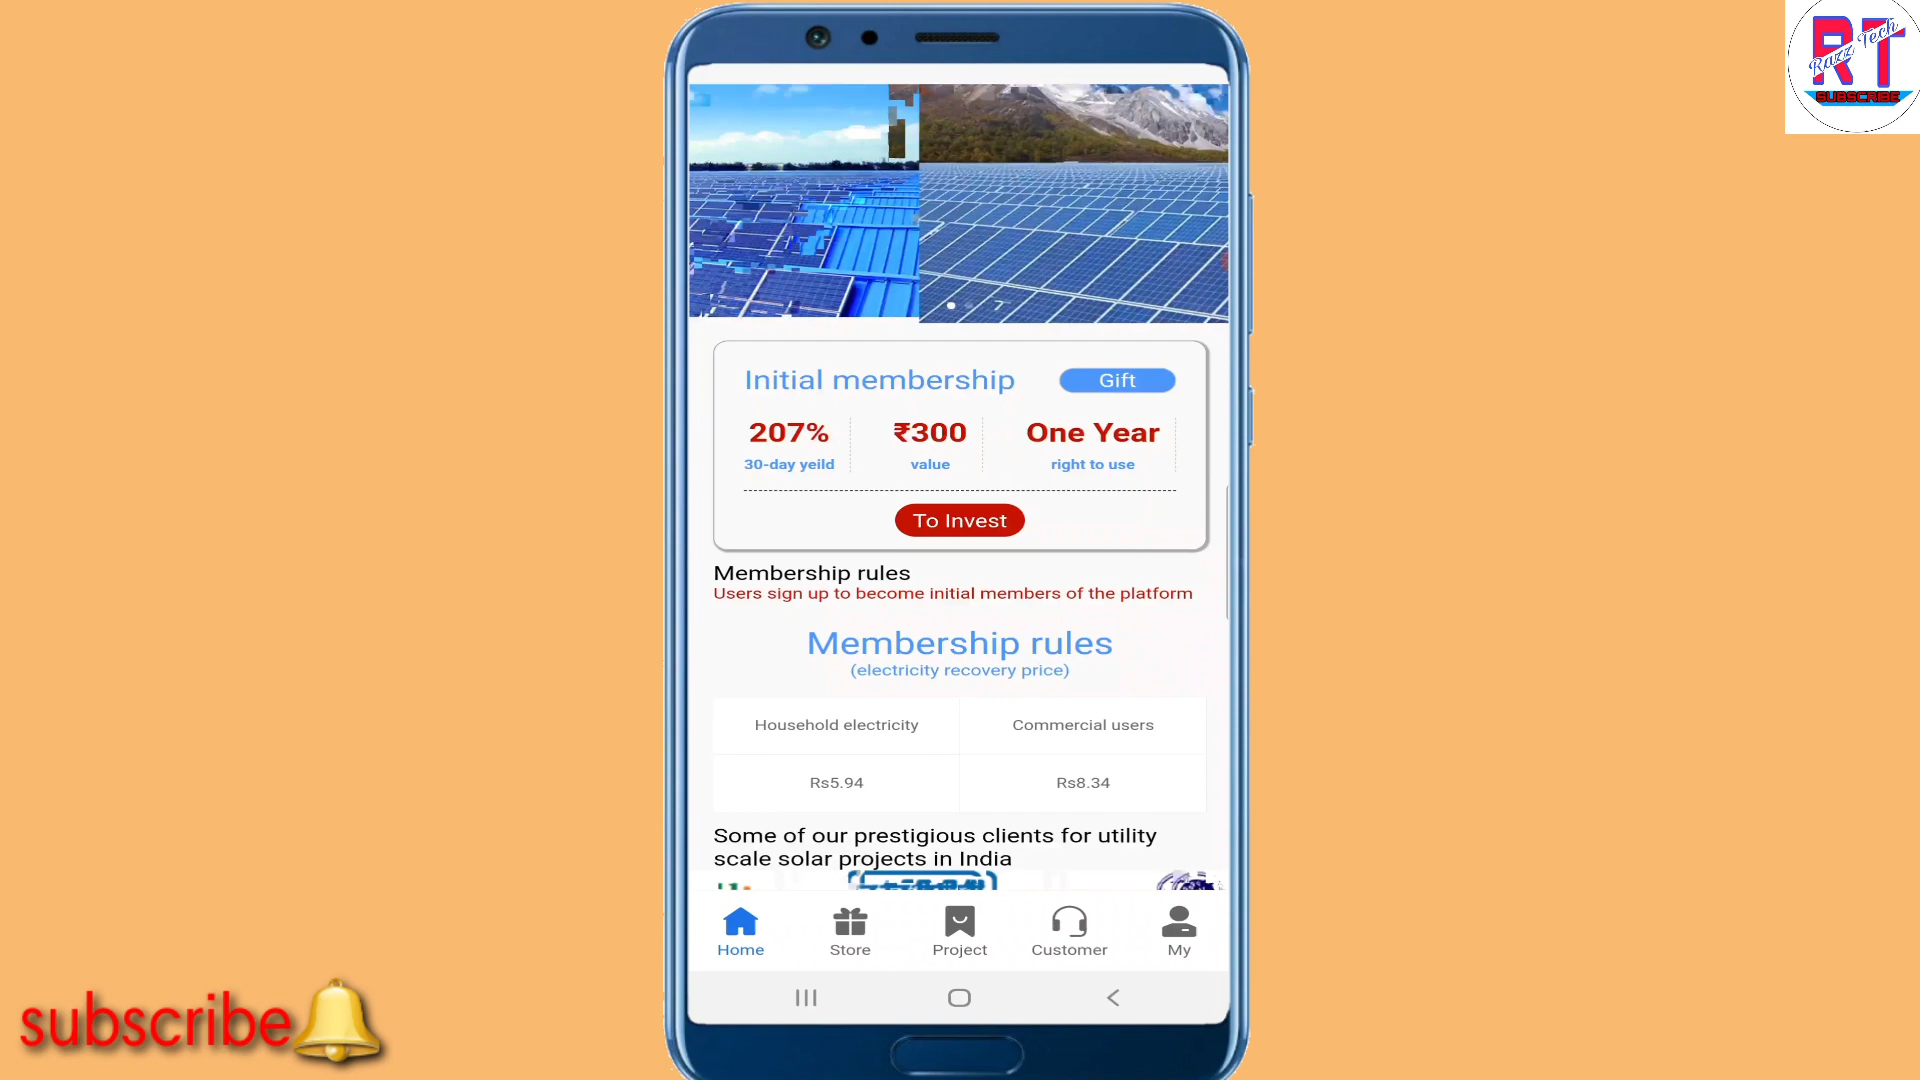 RT
Razz Tech
SUBSCRIBE
Initial membership
Gift
207%
₹300
One Year
30-day yeild
value
right to use
To Invest
Membership rules
Users sign up to become initial members of the platform
Membership rules
(electricity recovery price)
Household electricity
Commercial users
Rs5.94
Rs8.34
Some of our prestigious clients for utility
scale solar projects in India
Home
Store
Project
Customer
My
subscribe